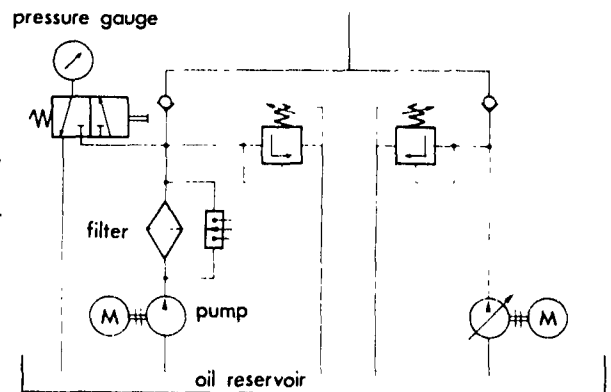 pressure gauge
filter
M
pump
M
oil reservoir